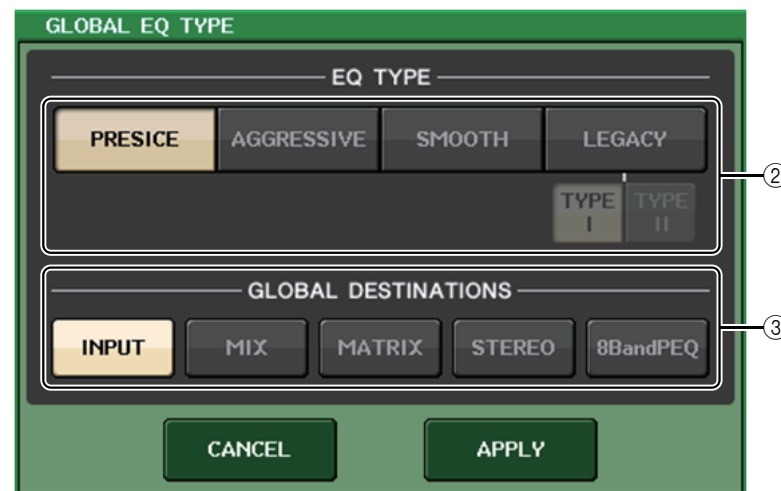 GLOBAL EQ TYPE
EQ TYPE
PRESICE AGGRESSIVE SMOOTH LEGACY
②
TYPE I TYPE II
GLOBAL DESTINATIONS
③
INPUT MIX MATRIX STEREO 8BandPEQ
CANCEL APPLY